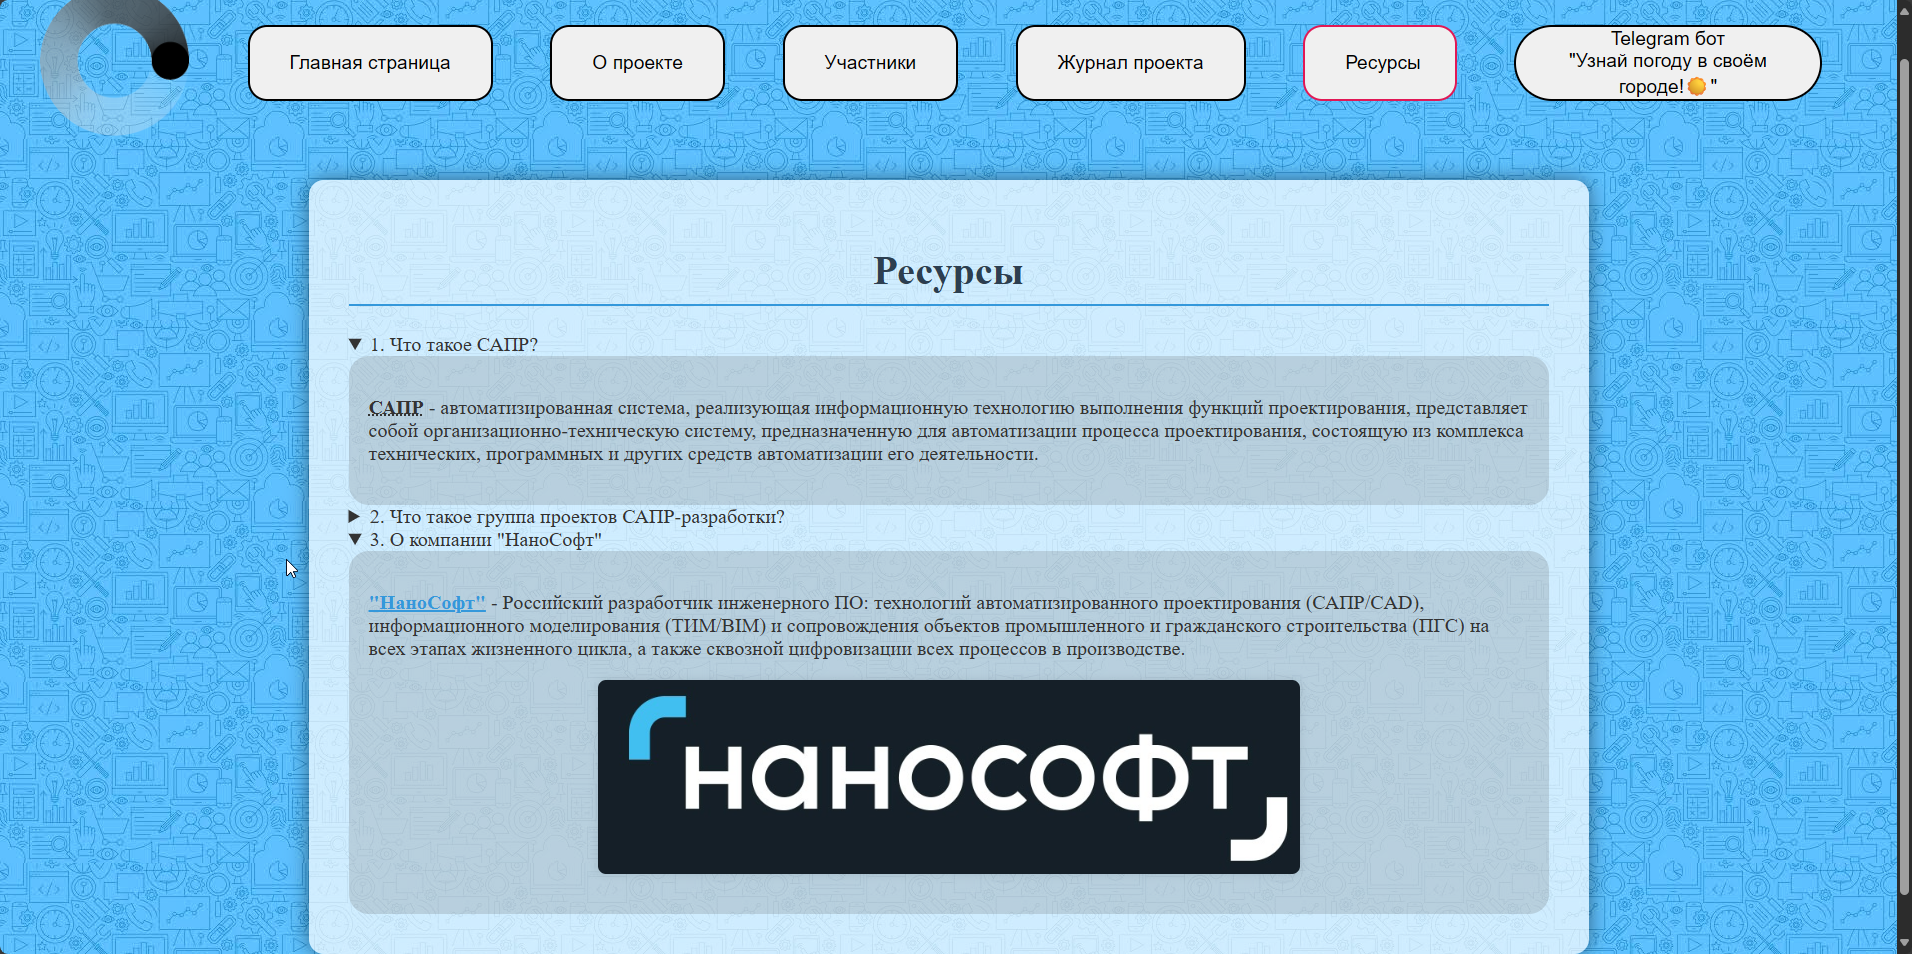 Главная страница
О проекте
Участники
Журнал проекта
Ресурсы
Telegram бот
"Узнай погоду в своём
городе!🌞"
Ресурсы
1. Что такое САПР?
САПР - автоматизированная система, реализующая информационную технологию выполнения функций проектирования, представляет
собой организационно-техническую систему, предназначенную для автоматизации процесса проектирования, состоящую из комплекса
технических, программных и других средств автоматизации его деятельности.
2. Что такое группа проектов САПР-разработки?
3. О компании "НаноСофт"
"НаноСофт" - Российский разработчик инженерного ПО: технологий автоматизированного проектирования (САПР/CAD),
информационного моделирования (ТИМ/BIM) и сопровождения объектов промышленного и гражданского строительства (ПГС) на
всех этапах жизненного цикла, а также сквозной цифровизации всех процессов в производстве.
нанософт